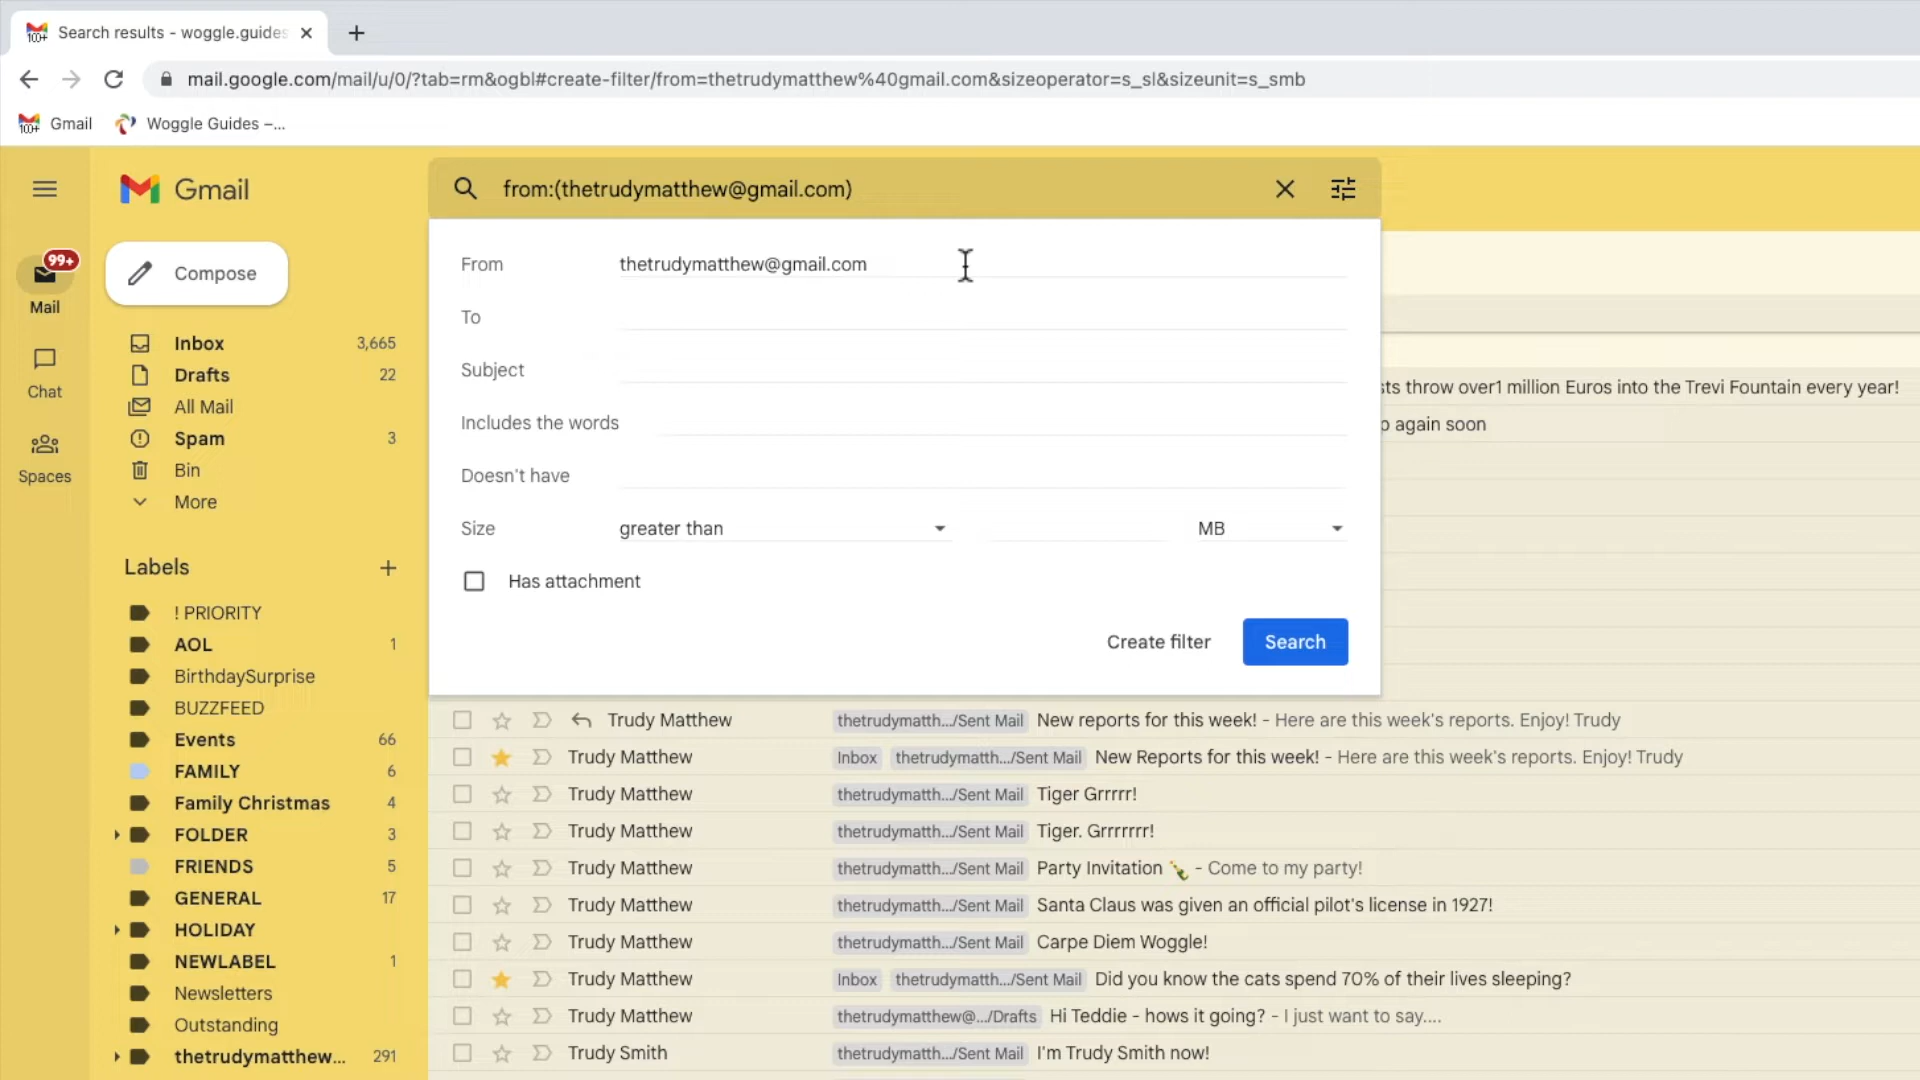 Search results - woggle.guides
mail.google.com/mail/u/0/?tab=rm&ogbl#create-filter/from=thetrudymatthew%40gmail.com&sizeoperator=s_sl&sizeunit=s_smb
Gmail
Woggle Guides –...
Gmail
from:(thetrudymatthew@gmail.com)
99+
Mail
Chat
Spaces
Compose
Inbox 3,665
Drafts 22
All Mail
Spam 3
Bin
More
Labels
! PRIORITY
AOL 1
BirthdaySurprise
BUZZFEED
Events 66
FAMILY 6
Family Christmas 4
FOLDER 3
FRIENDS 5
GENERAL 17
HOLIDAY
NEWLABEL 1
Newsletters
Outstanding
thetrudymatthew... 291
From thetrudymatthew@gmail.com
To
Subject
Includes the words
Doesn't have
Size greater than MB
Has attachment
Create filter Search
sts throw over1 million Euros into the Trevi Fountain every year!
again soon
Trudy Matthew thetrudymatth.../Sent Mail New reports for this week! - Here are this week's reports. Enjoy! Trudy
Trudy Matthew Inbox thetrudymatth.../Sent Mail New Reports for this week! - Here are this week's reports. Enjoy! Trudy
Trudy Matthew thetrudymatth.../Sent Mail Tiger Grrrrr!
Trudy Matthew thetrudymatth.../Sent Mail Tiger. Grrrrrrr!
Trudy Matthew thetrudymatth.../Sent Mail Party Invitation 🍾 - Come to my party!
Trudy Matthew thetrudymatth.../Sent Mail Santa Claus was given an official pilot's license in 1927!
Trudy Matthew thetrudymatth.../Sent Mail Carpe Diem Woggle!
Trudy Matthew Inbox thetrudymatth.../Sent Mail Did you know the cats spend 70% of their lives sleeping?
Trudy Matthew thetrudymatthew@.../Drafts Hi Teddie - hows it going? - I just want to say....
Trudy Smith thetrudymatth.../Sent Mail I'm Trudy Smith now!